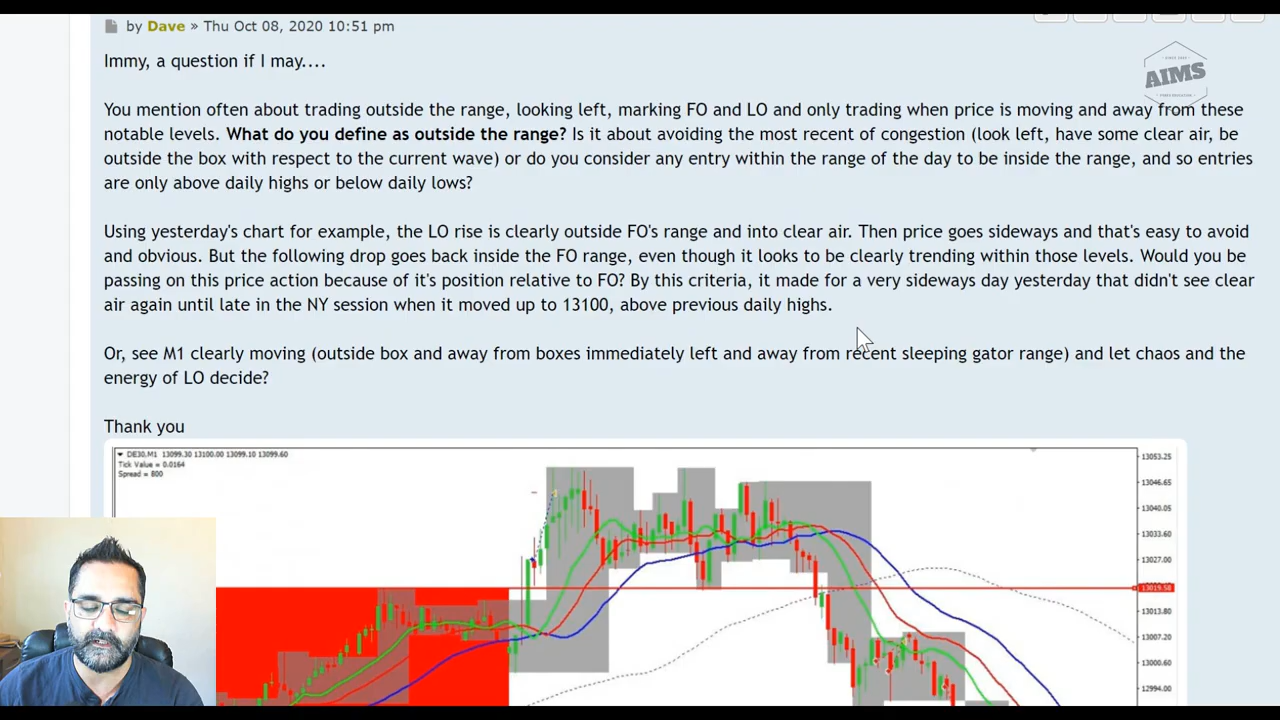 by Dave » Thu Oct 08, 2020 10:51 pm
Immy, a question if I may....
AIMS
You mention often about trading outside the range, looking left, marking FO and LO and only trading when price is moving and away from these
notable levels. What do you define as outside the range? Is it about avoiding the most recent of congestion (look left, have some clear air, be
outside the box with respect to the current wave) or do you consider any entry within the range of the day to be inside the range, and so entries
are only above daily highs or below daily lows?
Using yesterday's chart for example, the LO rise is clearly outside FO's range and into clear air. Then price goes sideways and that's easy to avoid
and obvious. But the following drop goes back inside the FO range, even though it looks to be clearly trending within those levels. Would you be
passing on this price action because of it's position relative to FO? By this criteria, it made for a very sideways day yesterday that didn't see clear
air again until late in the NY session when it moved up to 13100, above previous daily highs.
Or, see M1 clearly moving (outside box and away from boxes immediately left and away from recent sleeping gator range) and let chaos and the
energy of LO decide?
Thank you
DE30,M1 13099.30 13100.00 13099.10 13099.60
Tick Value = 0.0164
Spread = 800
13053.25
13046.65
13040.05
13033.60
13027.00
13019.58
13013.80
13007.20
13000.60
12994.00